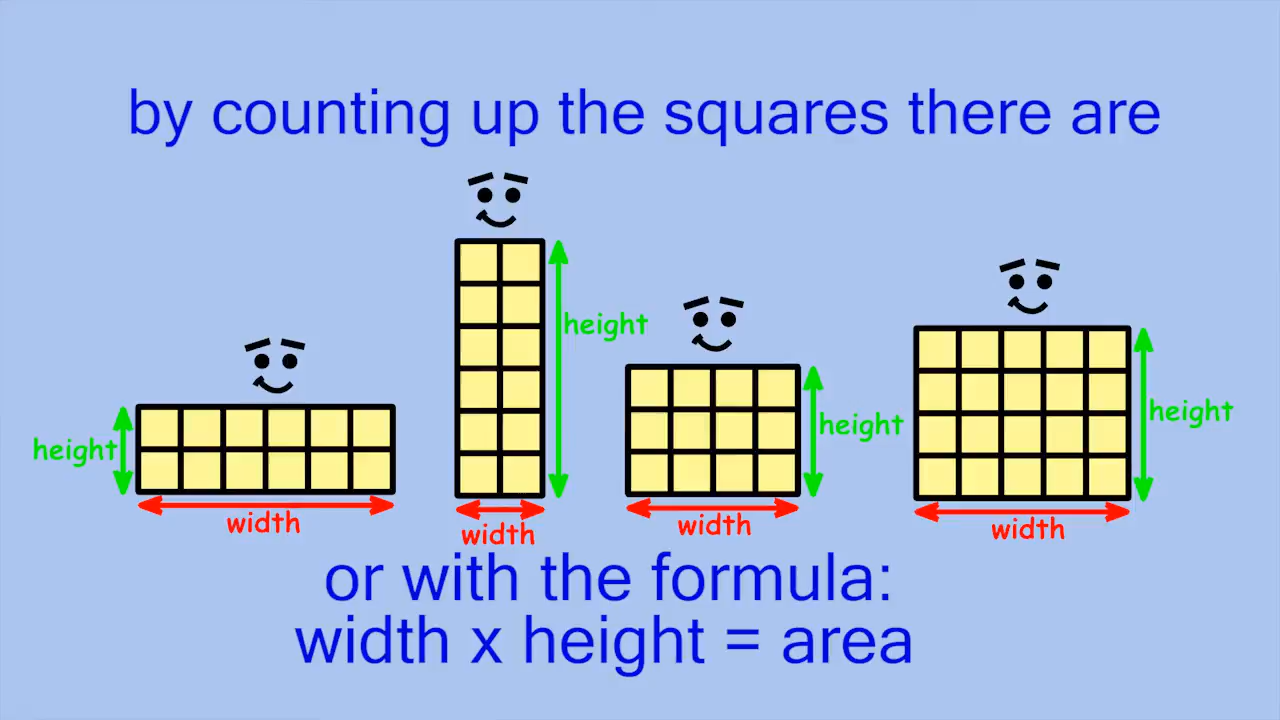 by counting up the squares there are
height
height
height
height
width
width
width
width
or with the formula:
width x height = area